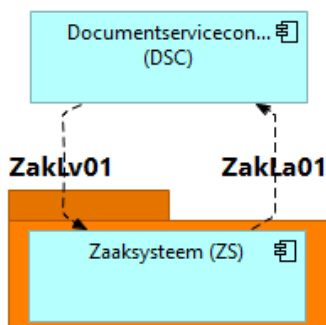 Documentservicecon...
(DSC)
ZakLv01
ZakLa01
Zaaksysteem (ZS)